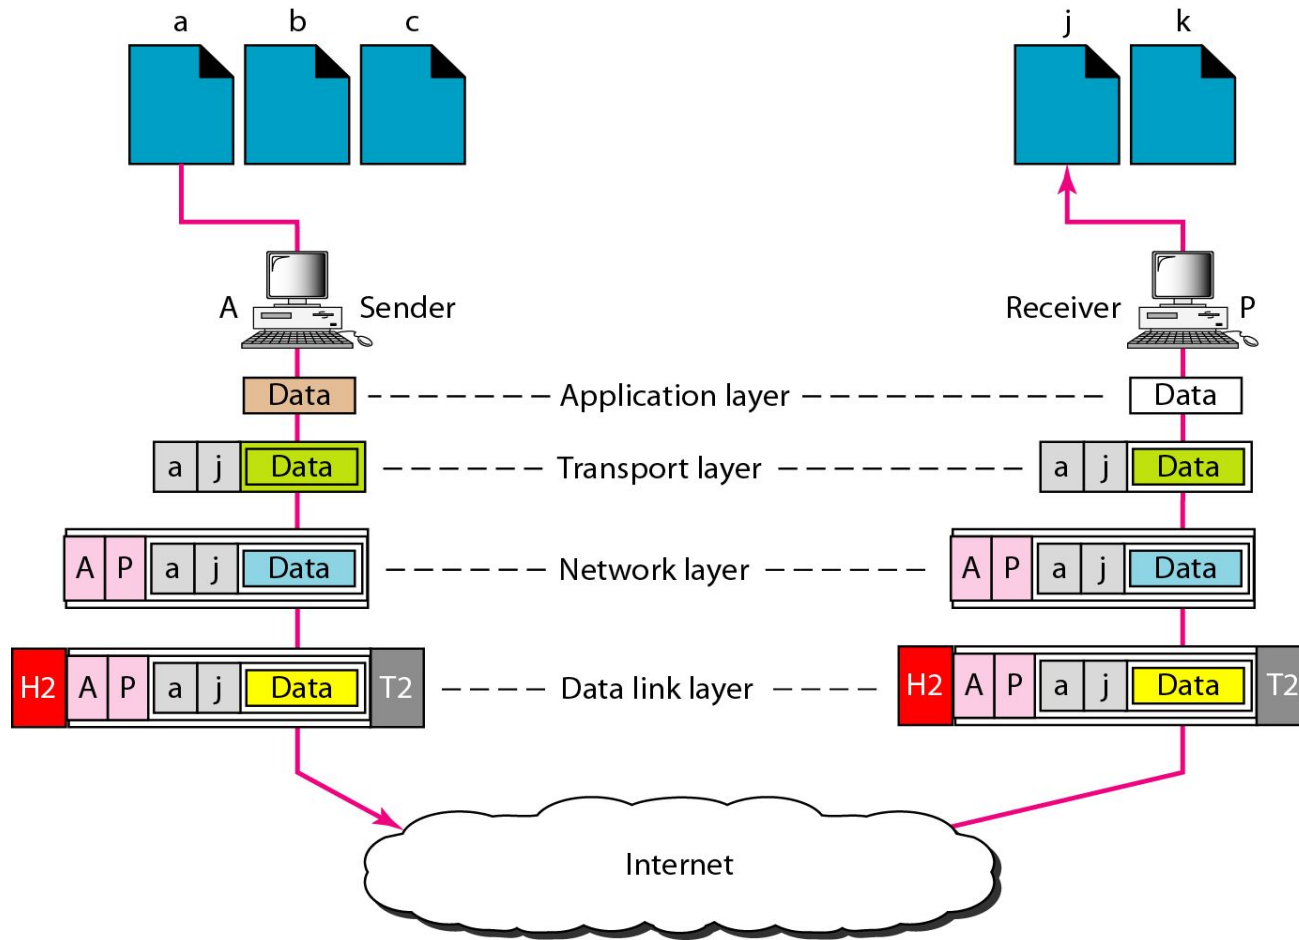 a b c j k
A Sender Receiver P
Data Application layer Data
a j Data Transport layer a j Data
A P a j Data Network layer A P a j Data
H2 A P a j Data T2 Data link layer H2 A P a j Data T2
Internet